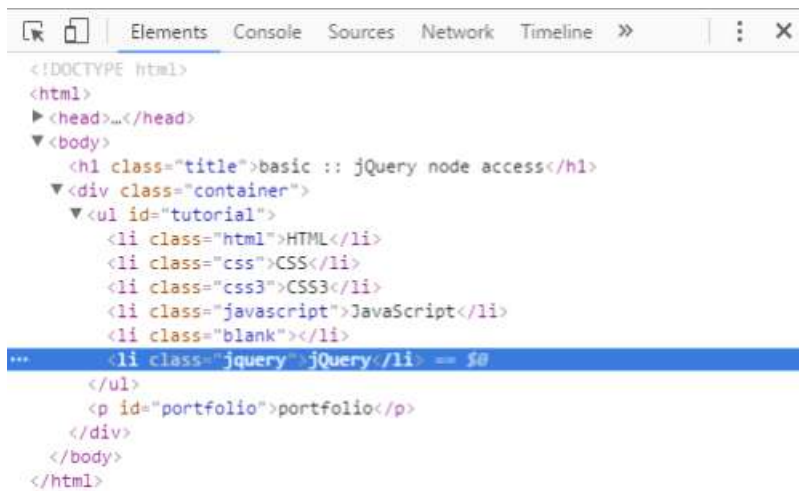 Elements Console Sources Network Timeline »
<!DOCTYPE html>
<html>
<head>…</head>
<body>
<h1 class="title">basic :: jQuery node access</h1>
<div class="container">
<ul id="tutorial">
<li class="html">HTML</li>
<li class="css">CSS</li>
<li class="css3">CSS3</li>
<li class="javascript">JavaScript</li>
<li class="blank"></li>
<li class="jquery">jQuery</li> == $0
</ul>
<p id="portfolio">portfolio</p>
</div>
</body>
</html>